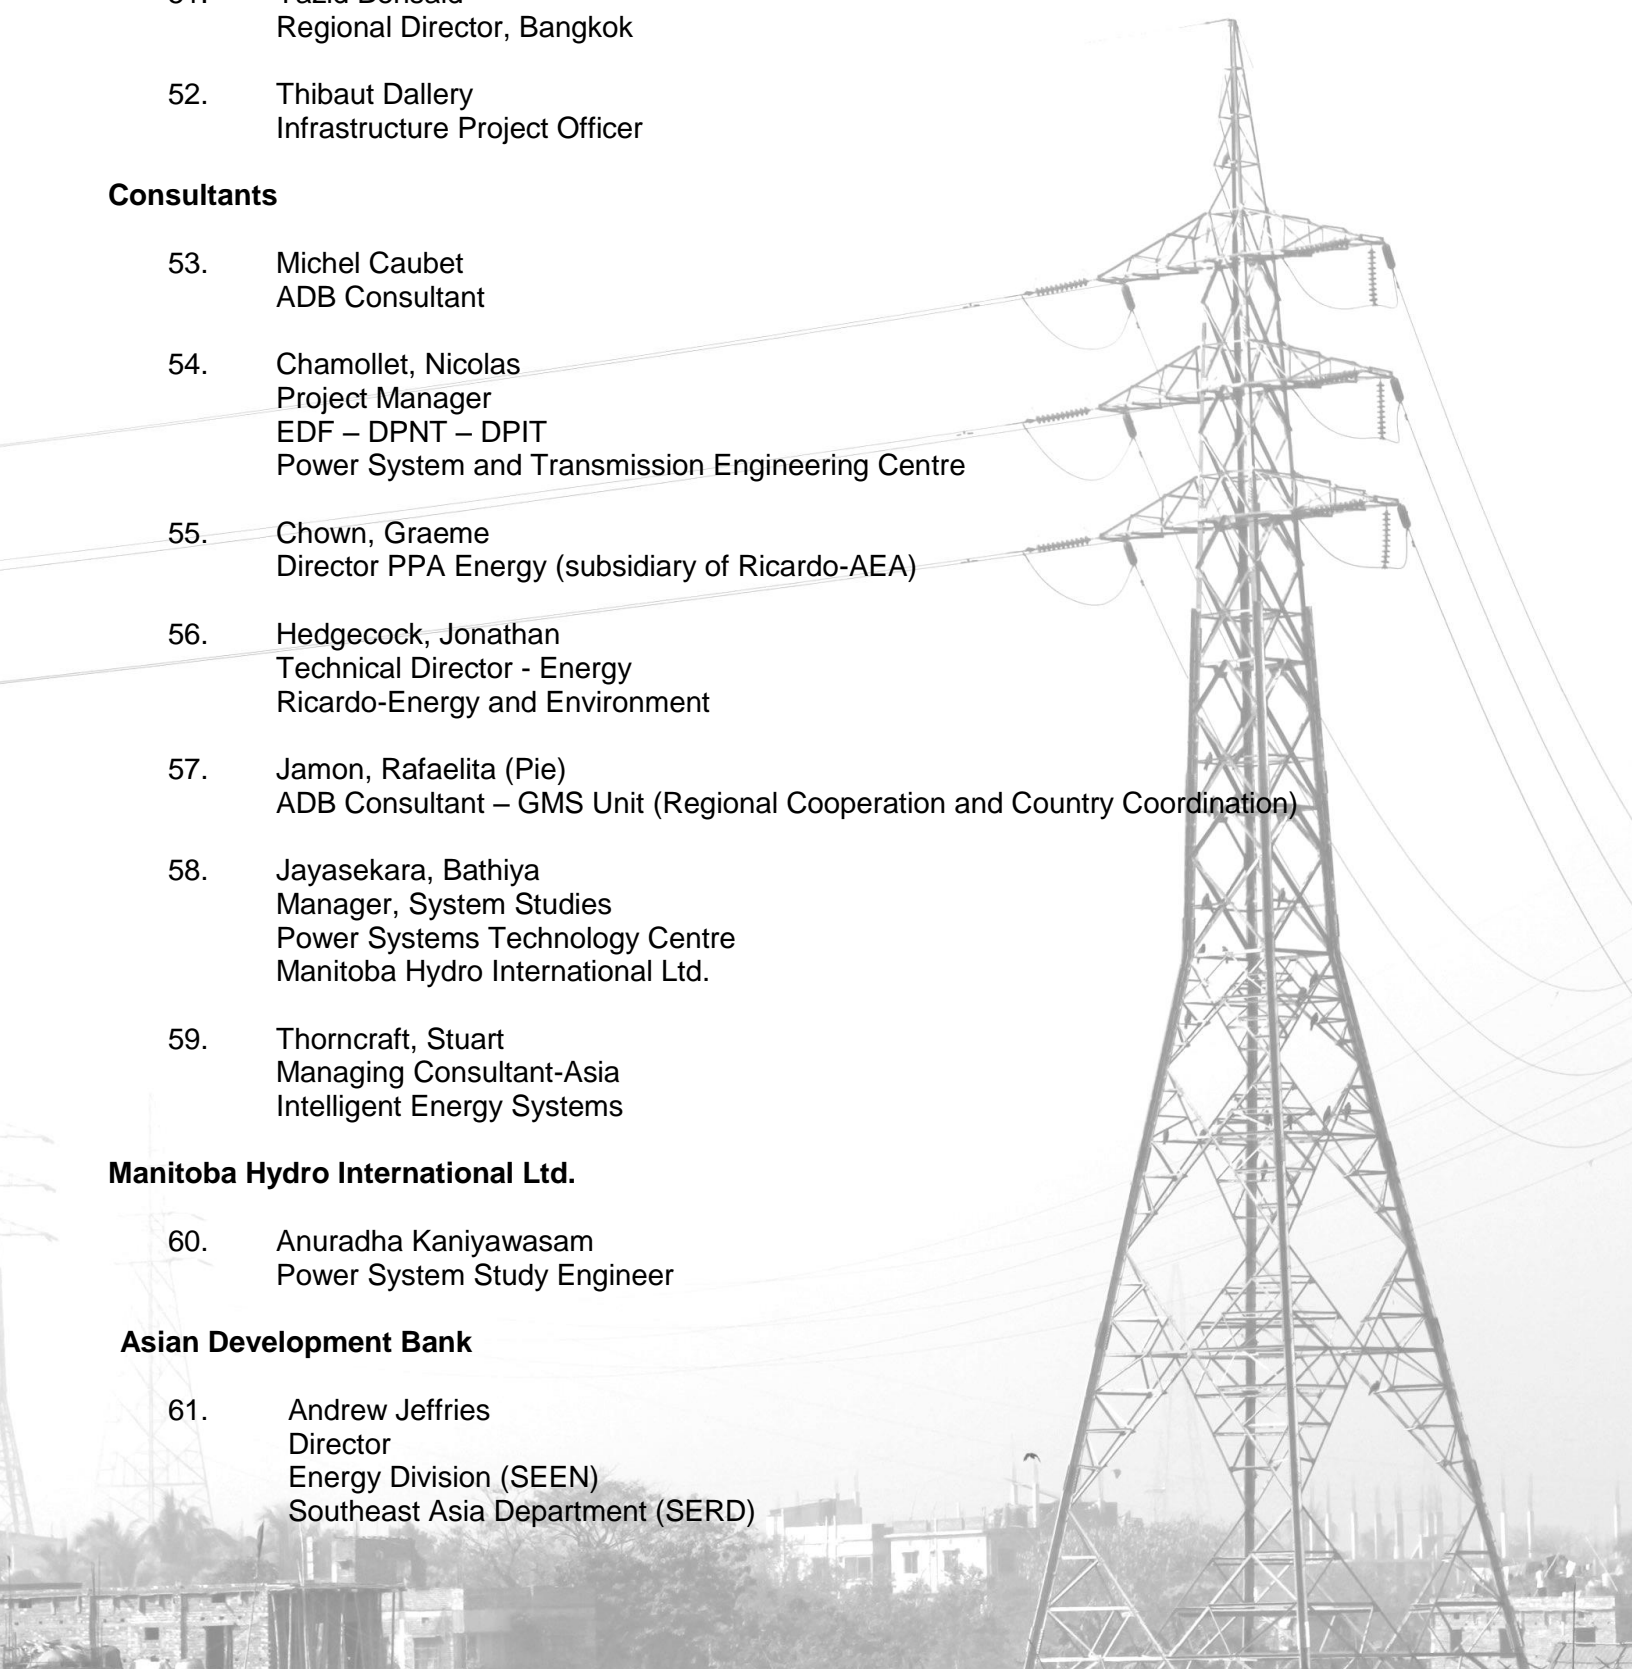 Regional Director, Bangkok
52. Thibaut Dallery
Infrastructure Project Officer
Consultants
53. Michel Caubet
ADB Consultant
54. Chamollet, Nicolas
Project Manager
EDF – DPNT – DPIT
Power System and Transmission Engineering Centre
55. Chown, Graeme
Director PPA Energy (subsidiary of Ricardo-AEA)
56. Hedgecock, Jonathan
Technical Director - Energy
Ricardo-Energy and Environment
57. Jamon, Rafaelita (Pie)
ADB Consultant – GMS Unit (Regional Cooperation and Country Coordination)
58. Jayasekara, Bathiya
Manager, System Studies
Power Systems Technology Centre
Manitoba Hydro International Ltd.
59. Thorncraft, Stuart
Managing Consultant-Asia
Intelligent Energy Systems
Manitoba Hydro International Ltd.
60. Anuradha Kaniyawasam
Power System Study Engineer
Asian Development Bank
61. Andrew Jeffries
Director
Energy Division (SEEN)
Southeast Asia Department (SERD)